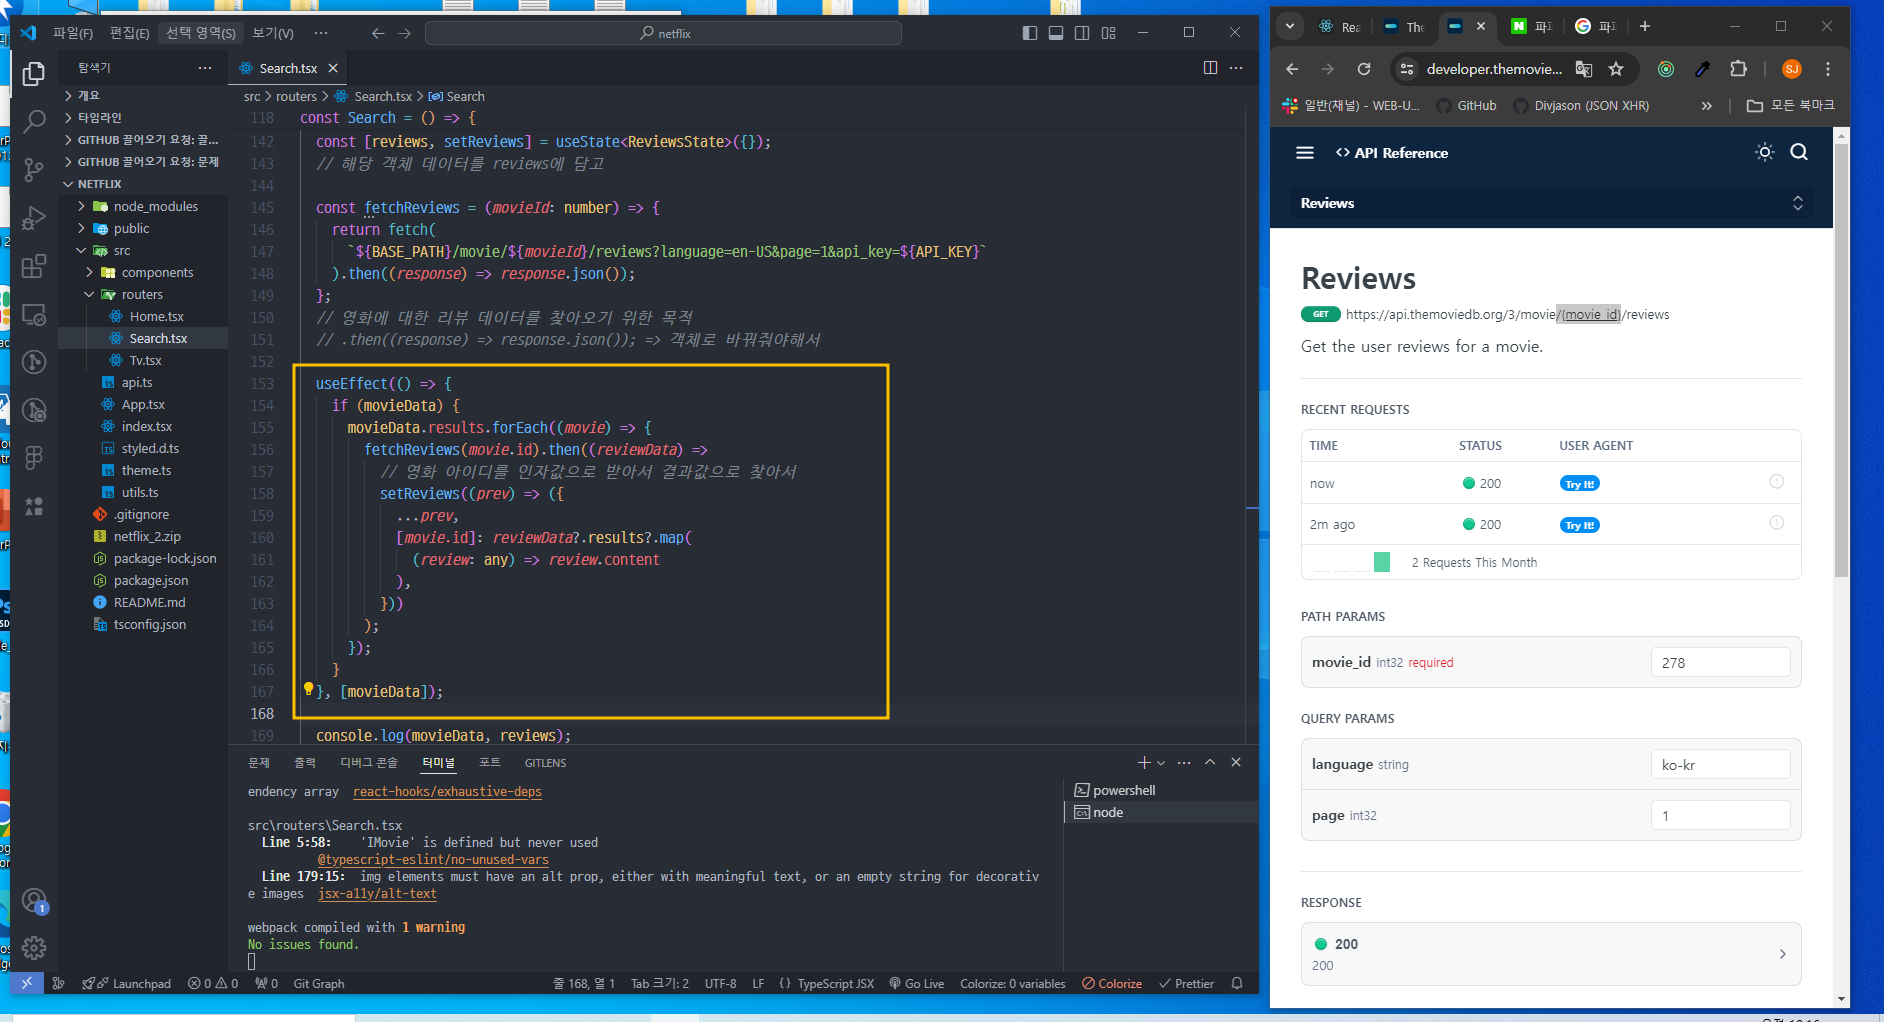 파일(F) 편집(E) 선택 영역(S) 보기(V) ···
netflix
탐색기
개요
타임라인
GITHUB 끌어오기 요청: 끌...
GITHUB 끌어오기 요청: 문제
NETFLIX
node_modules
public
src
components
routers
Home.tsx
Search.tsx
Tv.tsx
api.ts
App.tsx
index.tsx
styled.d.ts
theme.ts
utils.ts
.gitignore
netflix_2.zip
package-lock.json
package.json
README.md
tsconfig.json
Search.tsx
src > routers > Search.tsx > Search
118 const Search = () => {
142 const [reviews, setReviews] = useState<ReviewsState>({});
143 // 해당 객체 데이터를 reviews에 담고
144
145 const fetchReviews = (movieId: number) => {
146 return fetch(
147 `${BASE_PATH}/movie/${movieId}/reviews?language=en-US&page=1&api_key=${API_KEY}`
148 ).then((response) => response.json());
149 };
150 // 영화에 대한 리뷰 데이터를 찾아오기 위한 목적
151 // .then((response) => response.json()); => 객체로 바꿔줘야해서
152
153 useEffect(() => {
154 if (movieData) {
155 movieData.results.forEach((movie) => {
156 fetchReviews(movie.id).then((reviewData) =>
157 // 영화 아이디를 인자값으로 받아서 결과값으로 찾아서
158 setReviews((prev) => ({
159 ...prev,
160 [movie.id]: reviewData?.results?.map(
161 (review: any) => review.content
162 ),
163 }))
164 );
165 });
166 }
167 }, [movieData]);
168
169 console.log(movieData, reviews);
문제 출력 디버그 콘솔 터미널 포트 GITLENS
endency array react-hooks/exhaustive-deps
src\routers\Search.tsx
Line 5:58: 'IMovie' is defined but never used
@typescript-eslint/no-unused-vars
Line 179:15: img elements must have an alt prop, either with meaningful text, or an empty string for decorativ
e images jsx-a11y/alt-text
webpack compiled with 1 warning
No issues found.
powershell
node
Launchpad 0 0 0 Git Graph 줄 168, 열 1 Tab 크기: 2 UTF-8 LF {} TypeScript JSX Go Live Colorize: 0 variables Colorize Prettier
1
Rea The 파파 파파
developer.themovie...
SJ
일반(채널) - WEB-U... GitHub Divjason (JSON XHR) » 모든 북마크
<> API Reference
Reviews
Reviews
GET https://api.themoviedb.org/3/movie/{movie_id}/reviews
Get the user reviews for a movie.
RECENT REQUESTS
TIME STATUS USER AGENT
now 200 Try It!
2m ago 200 Try It!
2 Requests This Month
PATH PARAMS
movie_id int32 required 278
QUERY PARAMS
language string ko-kr
page int32 1
RESPONSE
200
200